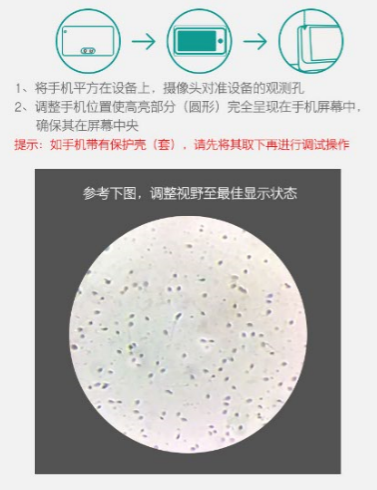 1、将手机平方在设备上，摄像头对准设备的观测孔
2、调整手机位置使高亮部分（圆形）完全呈现在手机屏幕中，
确保其在屏幕中央
提示：如手机带有保护壳（套），请先将其取下再进行调试操作
参考下图，调整视野至最佳显示状态